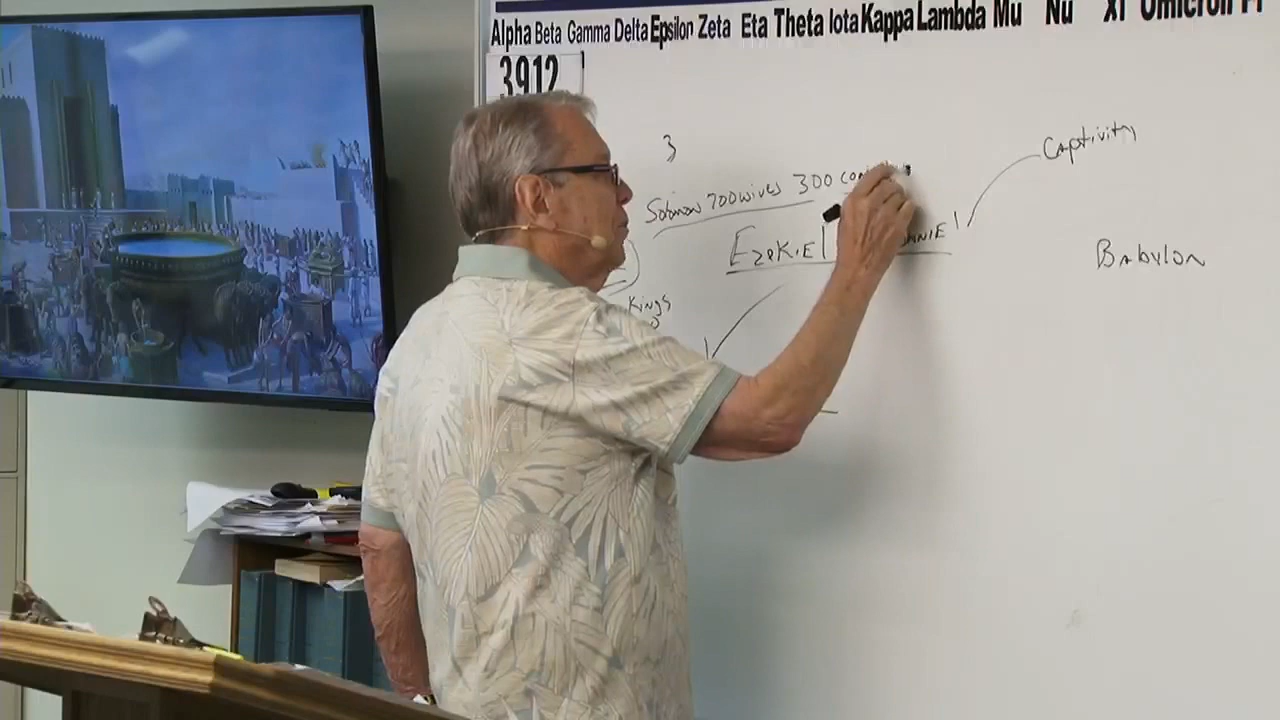 Alpha Beta Gamma Delta Epsilon Zeta Eta Theta Iota Kappa Lambda Mu Nu Xi Omicron Pi
3912
3
Captivity
Solomon 700 wives 300
EzekiEl
Babylon
Kings